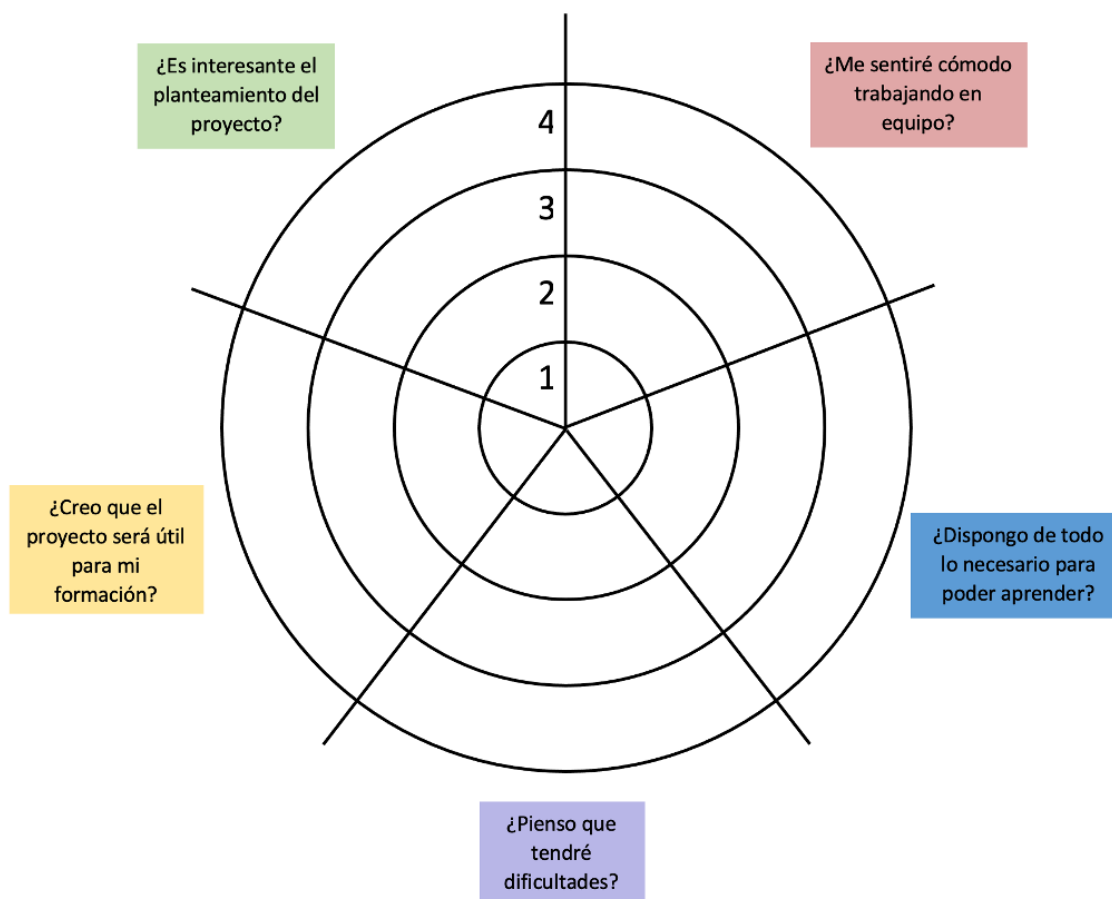 ¿Es interesante el
planteamiento del
proyecto?
¿Me sentiré cómodo
trabajando en
equipo?
4
3
2
1
¿Creo que el
proyecto será útil
para mi
formación?
¿Dispongo de todo
lo necesario para
poder aprender?
¿Pienso que
tendré
dificultades?